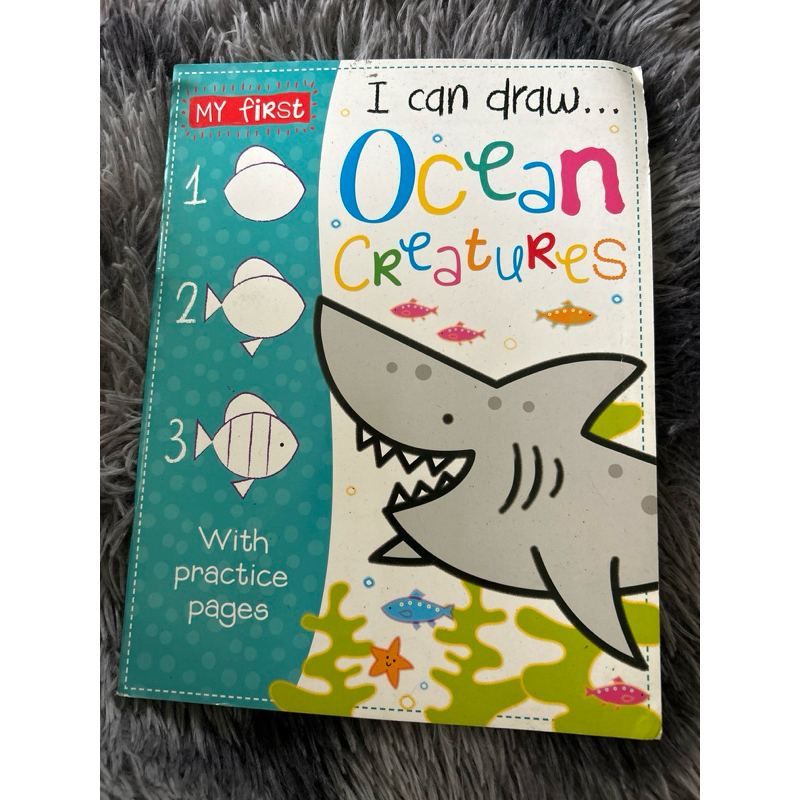 MY first
I can draw...
Ocean
Creatures
1
2
3
With
practice
pages